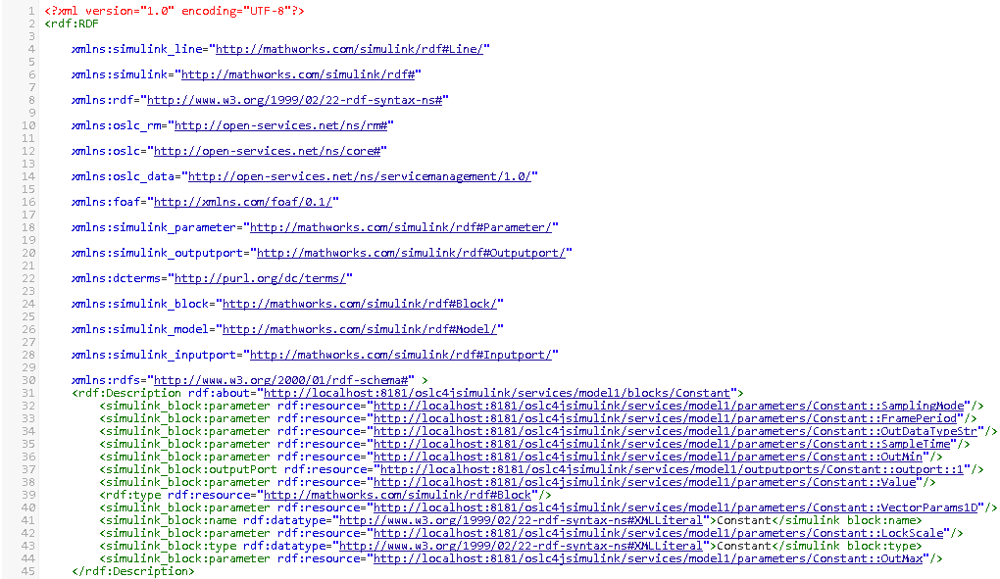 1 <?xml version="1.0" encoding="UTF-8"?>
2 <rdf:RDF
3
4 xmlns:simulink_line="http://mathworks.com/simulink/rdf#Line/"
5
6 xmlns:simulink="http://mathworks.com/simulink/rdf#"
7
8 xmlns:rdf="http://www.w3.org/1999/02/22-rdf-syntax-ns#"
9
10 xmlns:oslc_rm="http://open-services.net/ns/rm#"
11
12 xmlns:oslc="http://open-services.net/ns/core#"
13
14 xmlns:oslc_data="http://open-services.net/ns/servicemanagement/1.0/"
15
16 xmlns:foaf="http://xmlns.com/foaf/0.1/"
17
18 xmlns:simulink_parameter="http://mathworks.com/simulink/rdf#Parameter/"
19
20 xmlns:simulink_outputport="http://mathworks.com/simulink/rdf#Outputport/"
21
22 xmlns:dcterms="http://purl.org/dc/terms/"
23
24 xmlns:simulink_block="http://mathworks.com/simulink/rdf#Block/"
25
26 xmlns:simulink_model="http://mathworks.com/simulink/rdf#Model/"
27
28 xmlns:simulink_inputport="http://mathworks.com/simulink/rdf#Inputport/"
29
30 xmlns:rdfs="http://www.w3.org/2000/01/rdf-schema#" >
31 <rdf:Description rdf:about="http://localhost:8181/oslc4jsimulink/services/model1/blocks/Constant">
32 <simulink_block:parameter rdf:resource="http://localhost:8181/oslc4jsimulink/services/model1/parameters/Constant::SamplingMode"/>
33 <simulink_block:parameter rdf:resource="http://localhost:8181/oslc4jsimulink/services/model1/parameters/Constant::FramePeriod"/>
34 <simulink_block:parameter rdf:resource="http://localhost:8181/oslc4jsimulink/services/model1/parameters/Constant::OutDataTypeStr"/>
35 <simulink_block:parameter rdf:resource="http://localhost:8181/oslc4jsimulink/services/model1/parameters/Constant::SampleTime"/>
36 <simulink_block:parameter rdf:resource="http://localhost:8181/oslc4jsimulink/services/model1/parameters/Constant::OutMin"/>
37 <simulink_block:outputPort rdf:resource="http://localhost:8181/oslc4jsimulink/services/model1/outputports/Constant::outport::1"/>
38 <simulink_block:parameter rdf:resource="http://localhost:8181/oslc4jsimulink/services/model1/parameters/Constant::Value"/>
39 <rdf:type rdf:resource="http://mathworks.com/simulink/rdf#Block"/>
40 <simulink_block:parameter rdf:resource="http://localhost:8181/oslc4jsimulink/services/model1/parameters/Constant::VectorParams1D"/>
41 <simulink_block:name rdf:datatype="http://www.w3.org/1999/02/22-rdf-syntax-ns#XMLLiteral">Constant</simulink_block:name>
42 <simulink_block:parameter rdf:resource="http://localhost:8181/oslc4jsimulink/services/model1/parameters/Constant::LockScale"/>
43 <simulink_block:type rdf:datatype="http://www.w3.org/1999/02/22-rdf-syntax-ns#XMLLiteral">Constant</simulink_block:type>
44 <simulink_block:parameter rdf:resource="http://localhost:8181/oslc4jsimulink/services/model1/parameters/Constant::OutMax"/>
45 </rdf:Description>